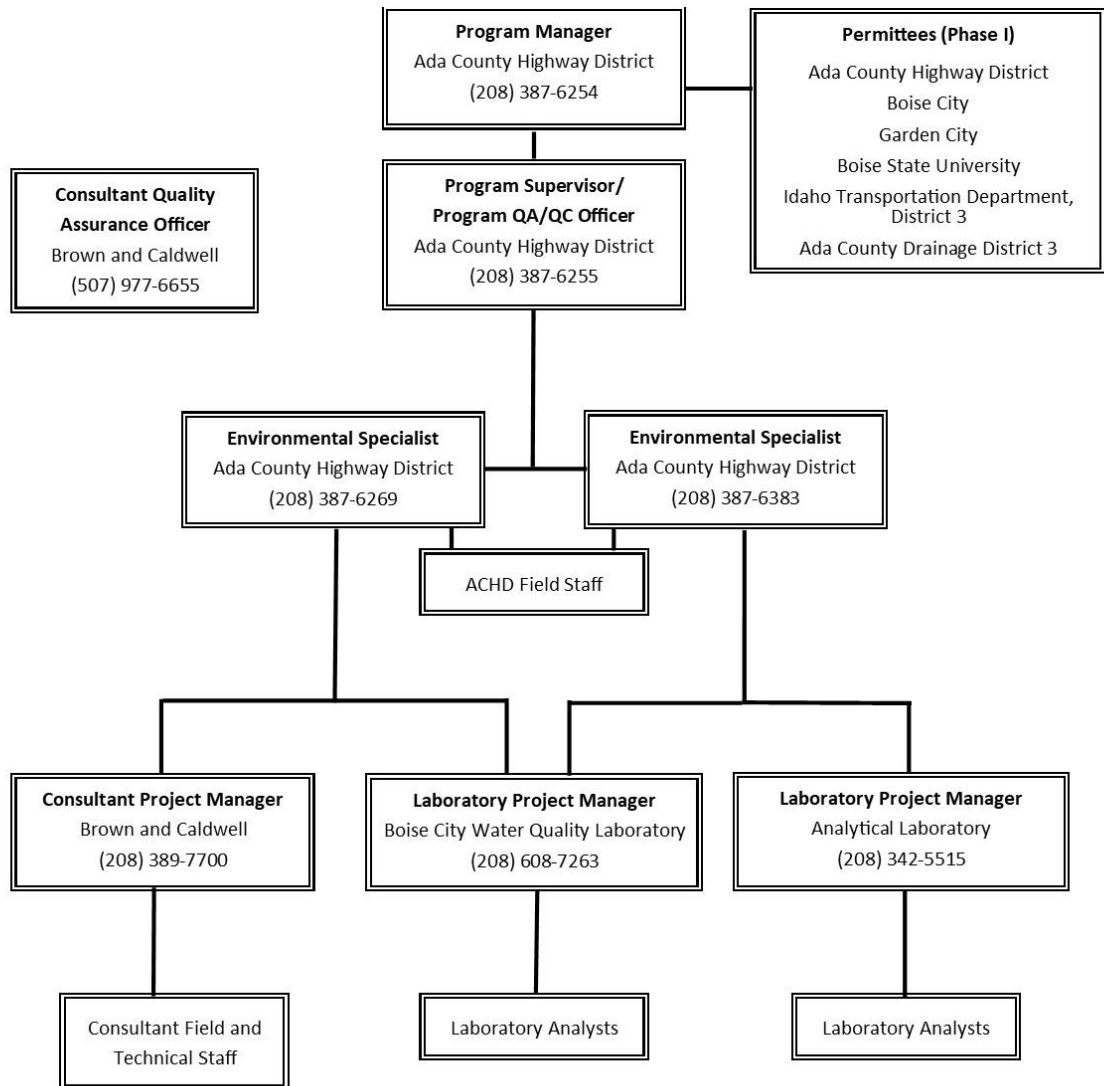 Program Manager
Ada County Highway District
(208) 387-6254
Permittees (Phase I)
Ada County Highway District
Boise City
Garden City
Boise State University
Idaho Transportation Department,
District 3
Ada County Drainage District 3
Consultant Quality
Assurance Officer
Brown and Caldwell
(507) 977-6655
Program Supervisor/
Program QA/QC Officer
Ada County Highway District
(208) 387-6255
Environmental Specialist
Ada County Highway District
(208) 387-6269
Environmental Specialist
Ada County Highway District
(208) 387-6383
ACHD Field Staff
Consultant Project Manager
Brown and Caldwell
(208) 389-7700
Laboratory Project Manager
Boise City Water Quality Laboratory
(208) 608-7263
Laboratory Project Manager
Analytical Laboratory
(208) 342-5515
Consultant Field and
Technical Staff
Laboratory Analysts
Laboratory Analysts